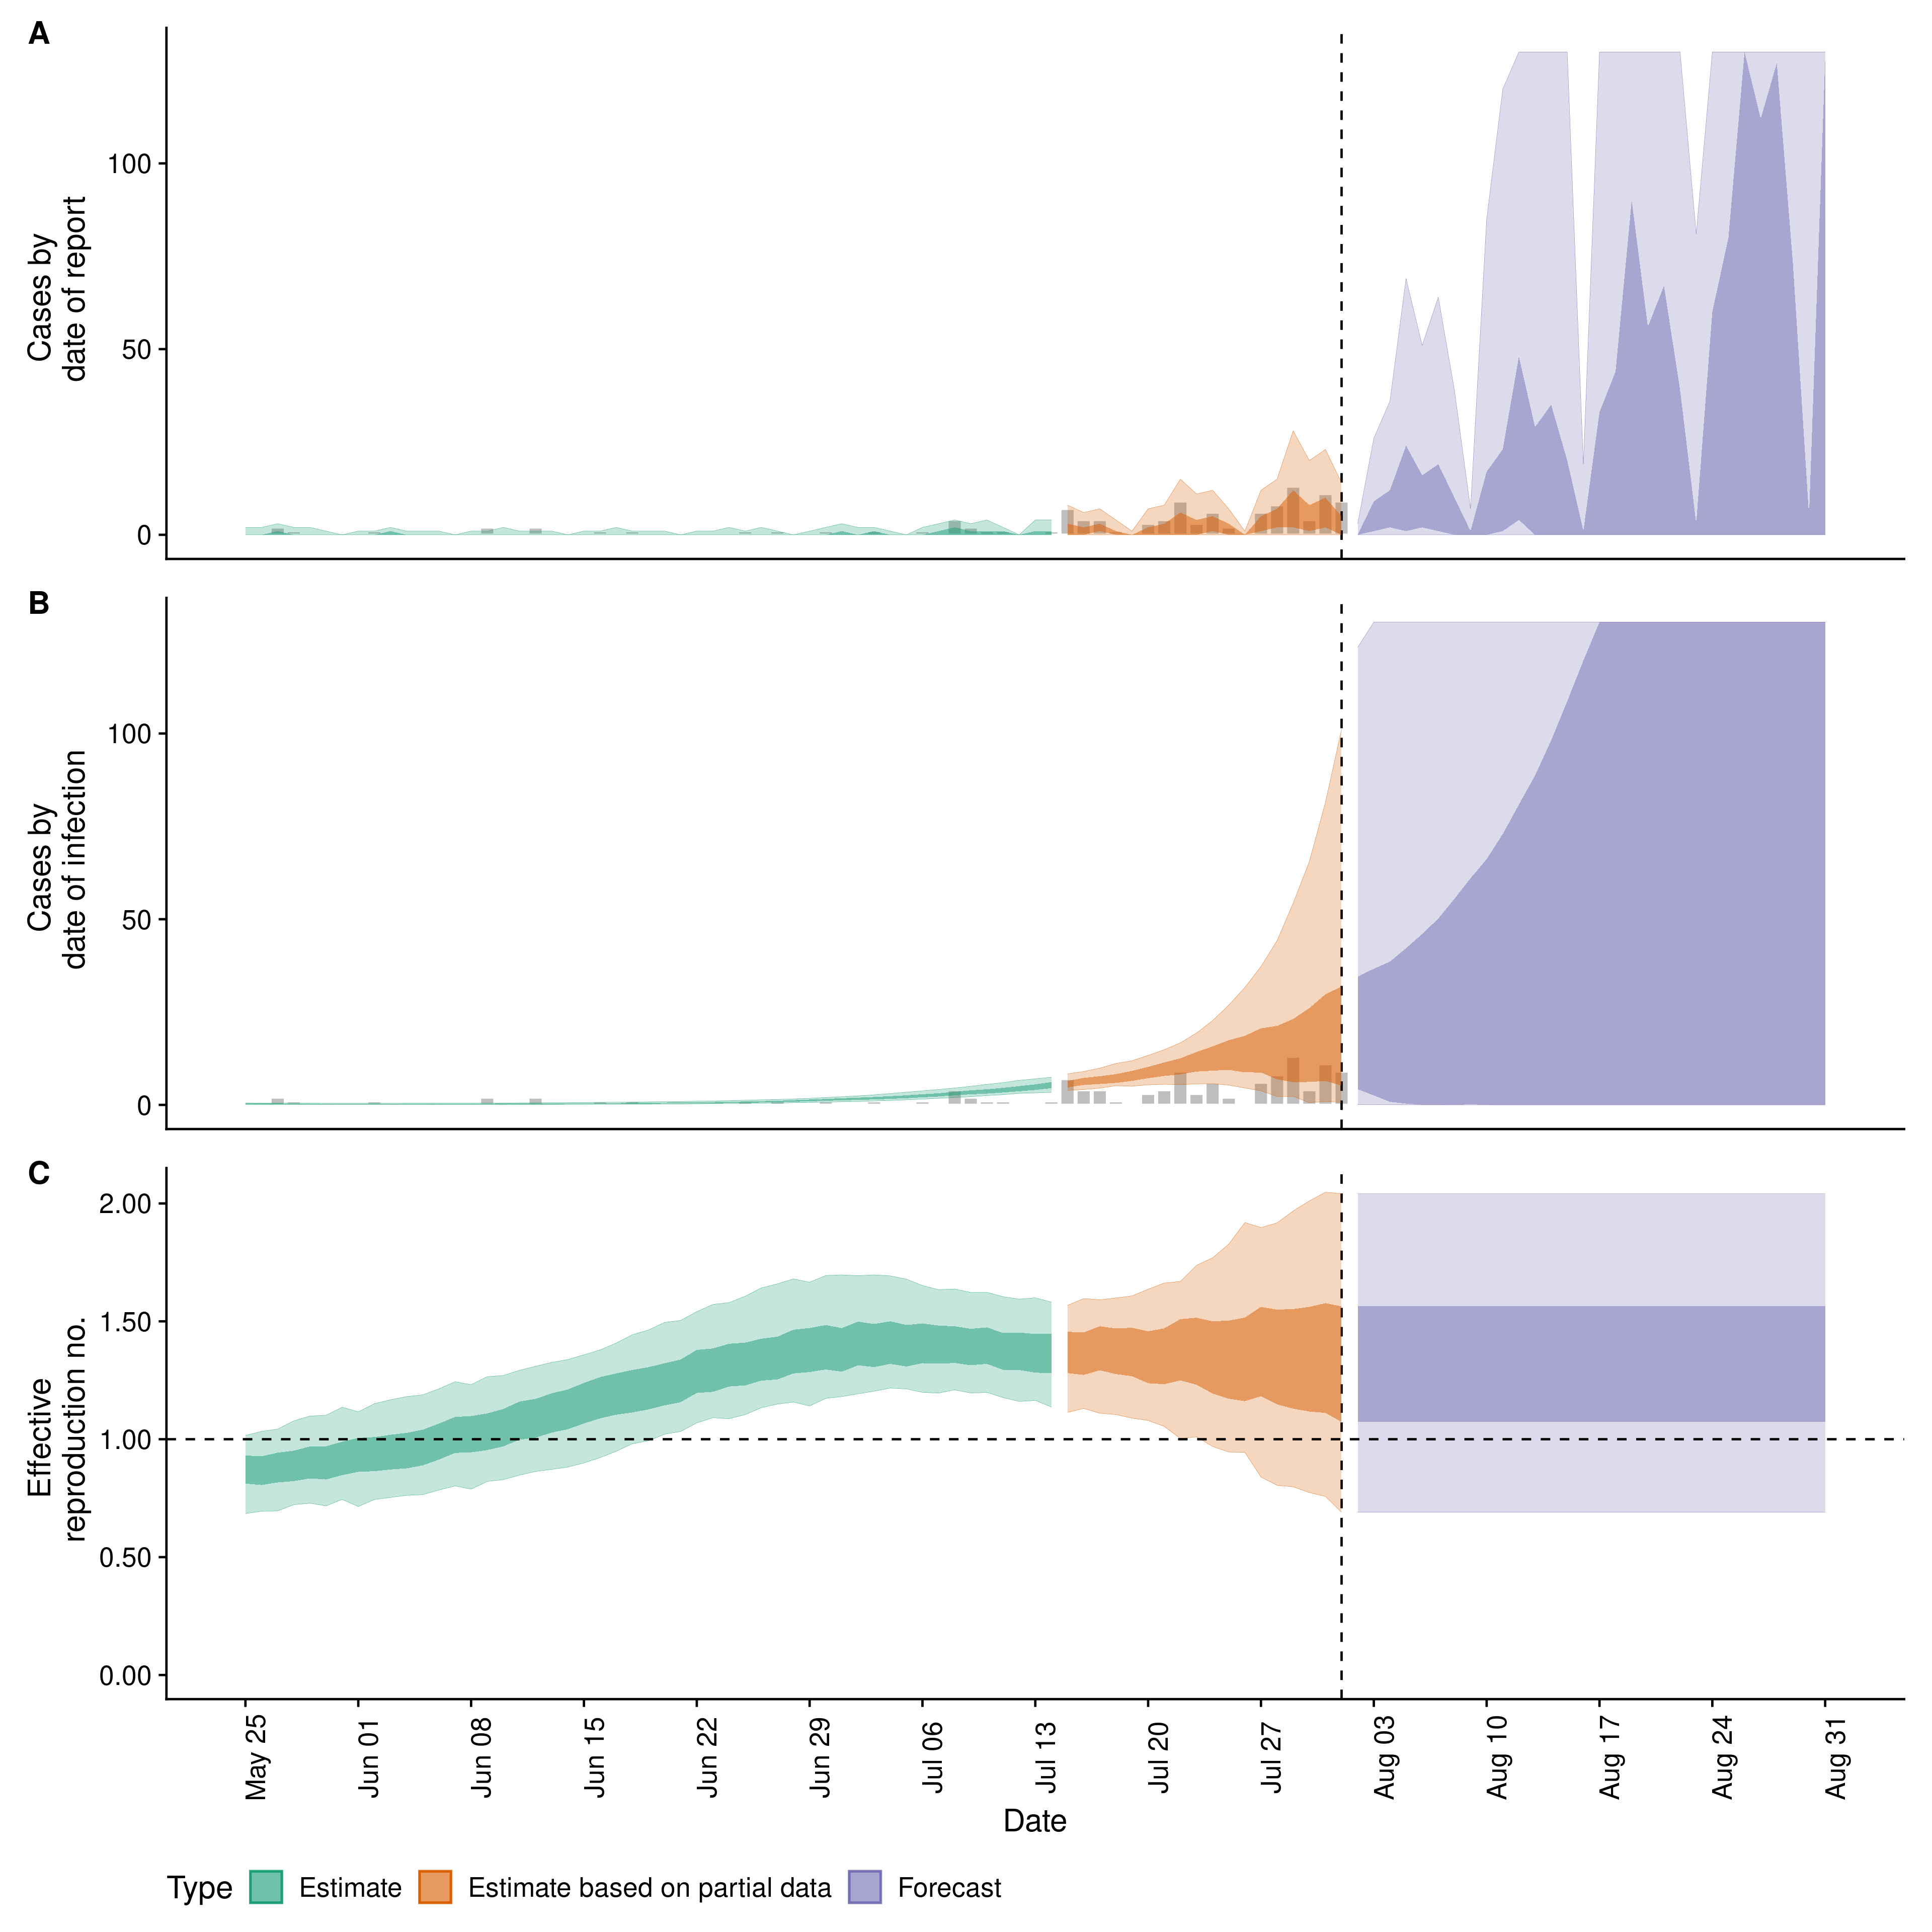 A
Cases by
date of report
100
50
0
B
Cases by
date of infection
100
50
0
C
Effective
reproduction no.
2.00
1.50
1.00
0.50
0.00
May 25
Jun 01
Jun 08
Jun 15
Jun 22
Jun 29
Jul 06
Jul 13
Jul 20
Jul 27
Aug 03
Aug 10
Aug 17
Aug 24
Aug 31
Date
Type Estimate Estimate based on partial data Forecast